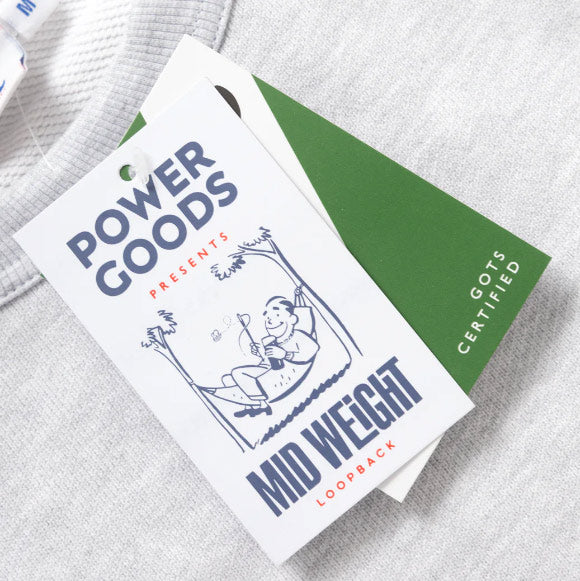 M
POWER
GOODS
PRESENTS
MID WEIGHT
LOOPBACK
GOTS
CERTIFIED